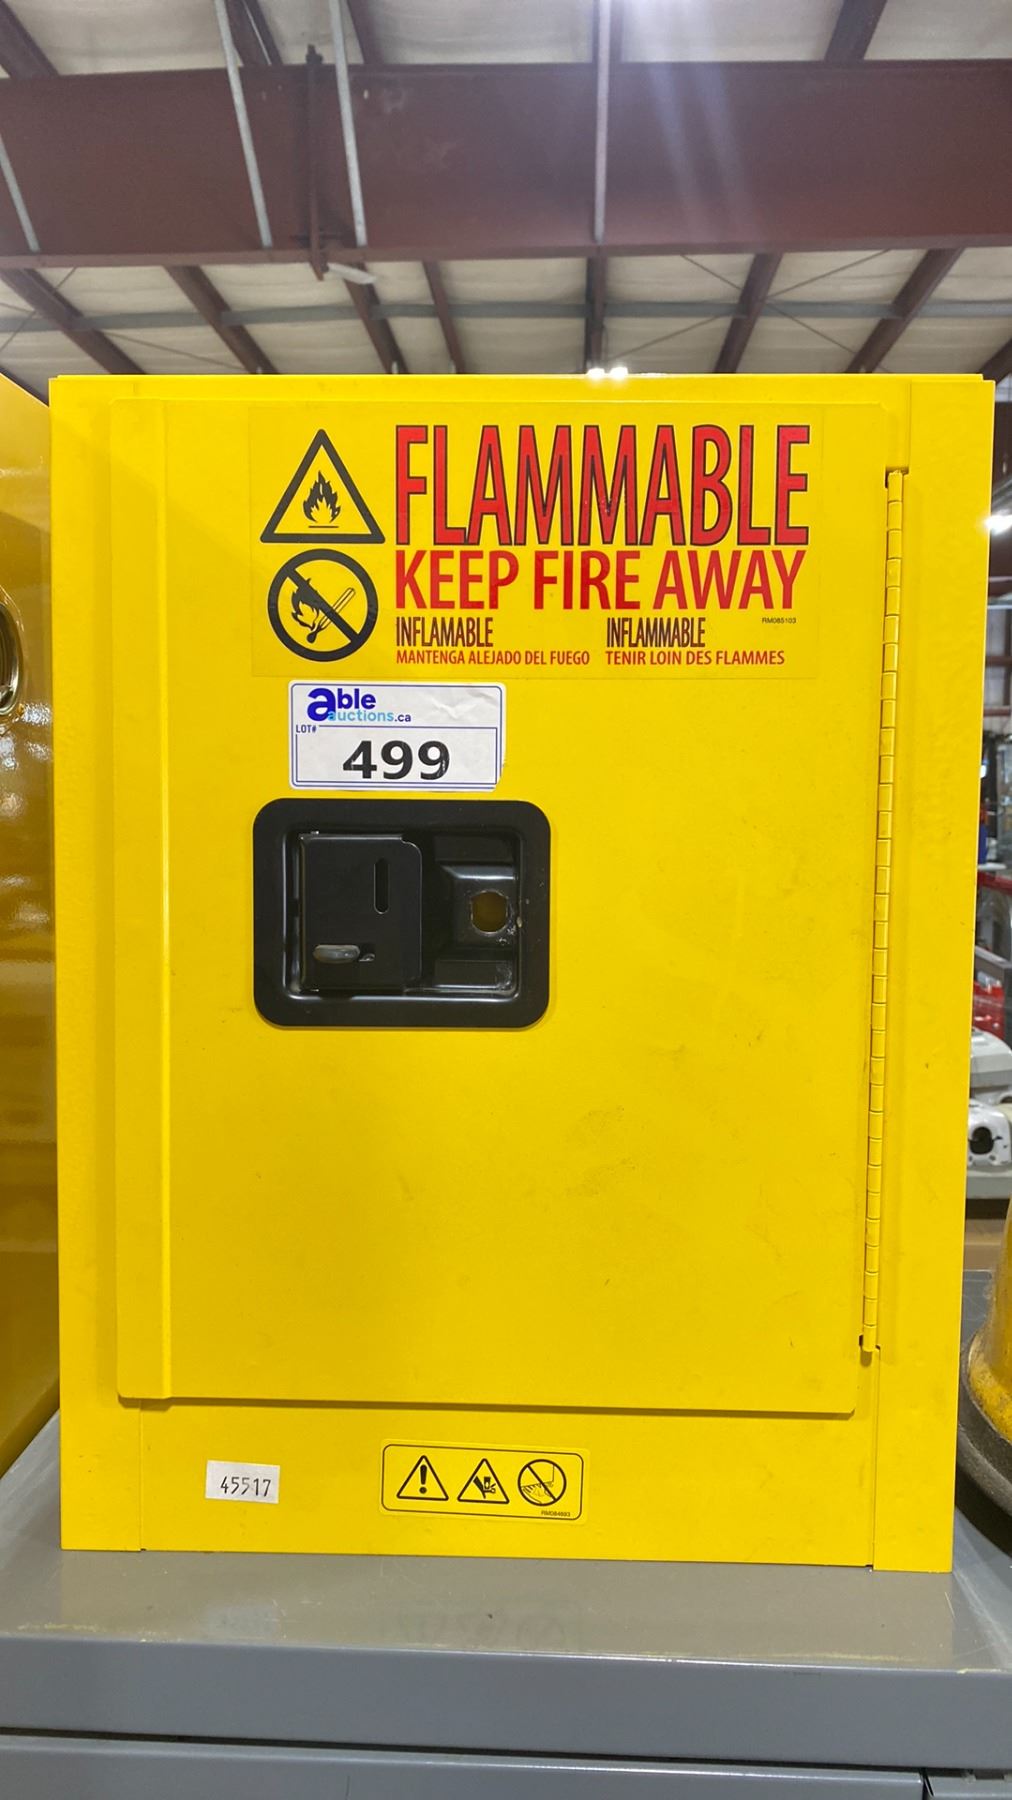 FLAMMABLE
KEEP FIRE AWAY
RM085103
INFLAMABLE
MANTENGA ALEJADO DEL FUEGO
INFLAMMABLE
TENIR LOIN DES FLAMMES
able
auctions.ca
LOT#
499
45517
RM084693